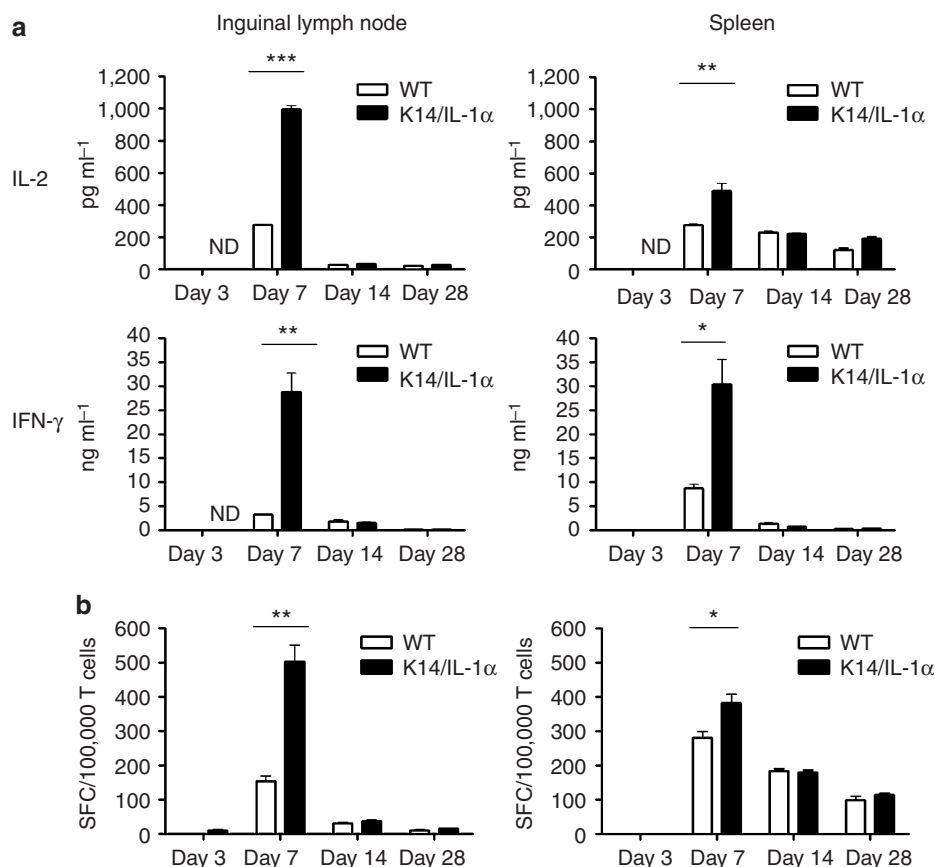 a
Inguinal lymph node
Spleen
IL-2
pg ml⁻¹
1,200
1,000
800
600
400
200
0
***
WT
K14/IL-1α
ND
Day 3 Day 7 Day 14 Day 28
pg ml⁻¹
1,200
1,000
800
600
400
200
0
**
WT
K14/IL-1α
ND
Day 3 Day 7 Day 14 Day 28
IFN-γ
ng ml⁻¹
40
35
30
25
20
15
10
5
0
**
WT
K14/IL-1α
ND
Day 3 Day 7 Day 14 Day 28
ng ml⁻¹
40
35
30
25
20
15
10
5
0
*
WT
K14/IL-1α
Day 3 Day 7 Day 14 Day 28
b
SFC/100,000 T cells
600
500
400
300
200
100
0
**
WT
K14/IL-1α
Day 3 Day 7 Day 14 Day 28
SFC/100,000 T cells
600
500
400
300
200
100
0
*
WT
K14/IL-1α
Day 3 Day 7 Day 14 Day 28